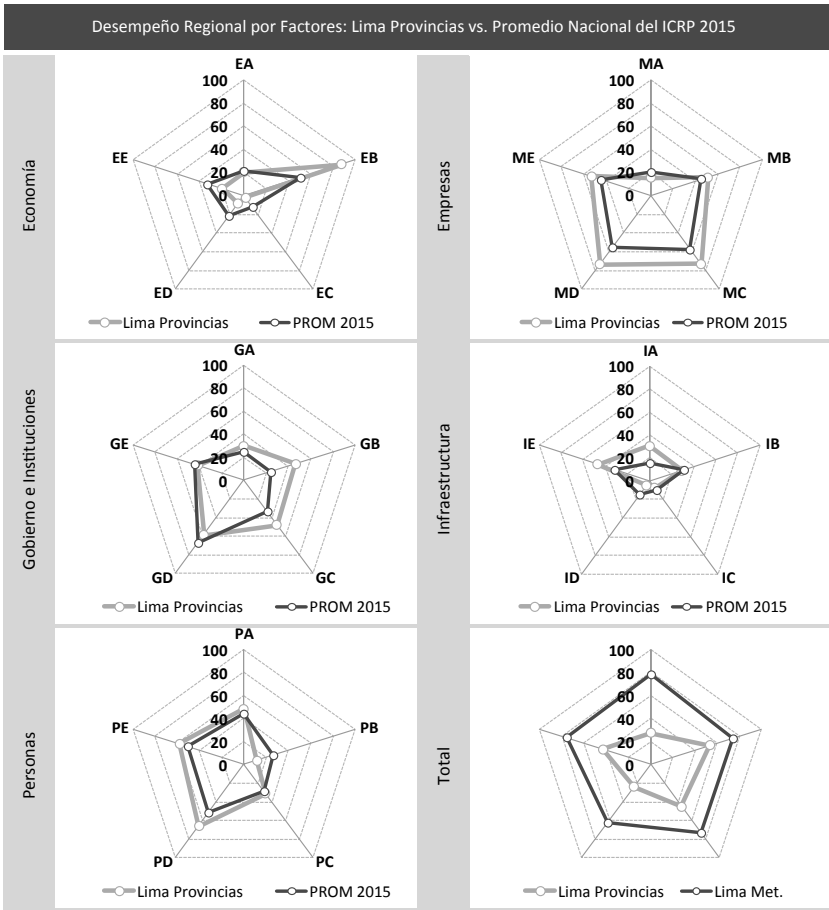 Desempeño Regional por Factores: Lima Provincias vs. Promedio Nacional del ICRP 2015
Economía
EA
100
80
60
40
20
0
EE
EB
ED
EC
Lima Provincias
PROM 2015
Empresas
MA
100
80
60
40
20
0
ME
MB
MD
MC
Lima Provincias
PROM 2015
Gobierno e Instituciones
GA
100
80
60
40
20
0
GE
GB
GD
GC
Lima Provincias
PROM 2015
Infraestructura
IA
100
80
60
40
20
0
IE
IB
ID
IC
Lima Provincias
PROM 2015
Personas
PA
100
80
60
40
20
0
PE
PB
PD
PC
Lima Provincias
PROM 2015
Total
100
80
60
40
20
0
Lima Provincias
Lima Met.